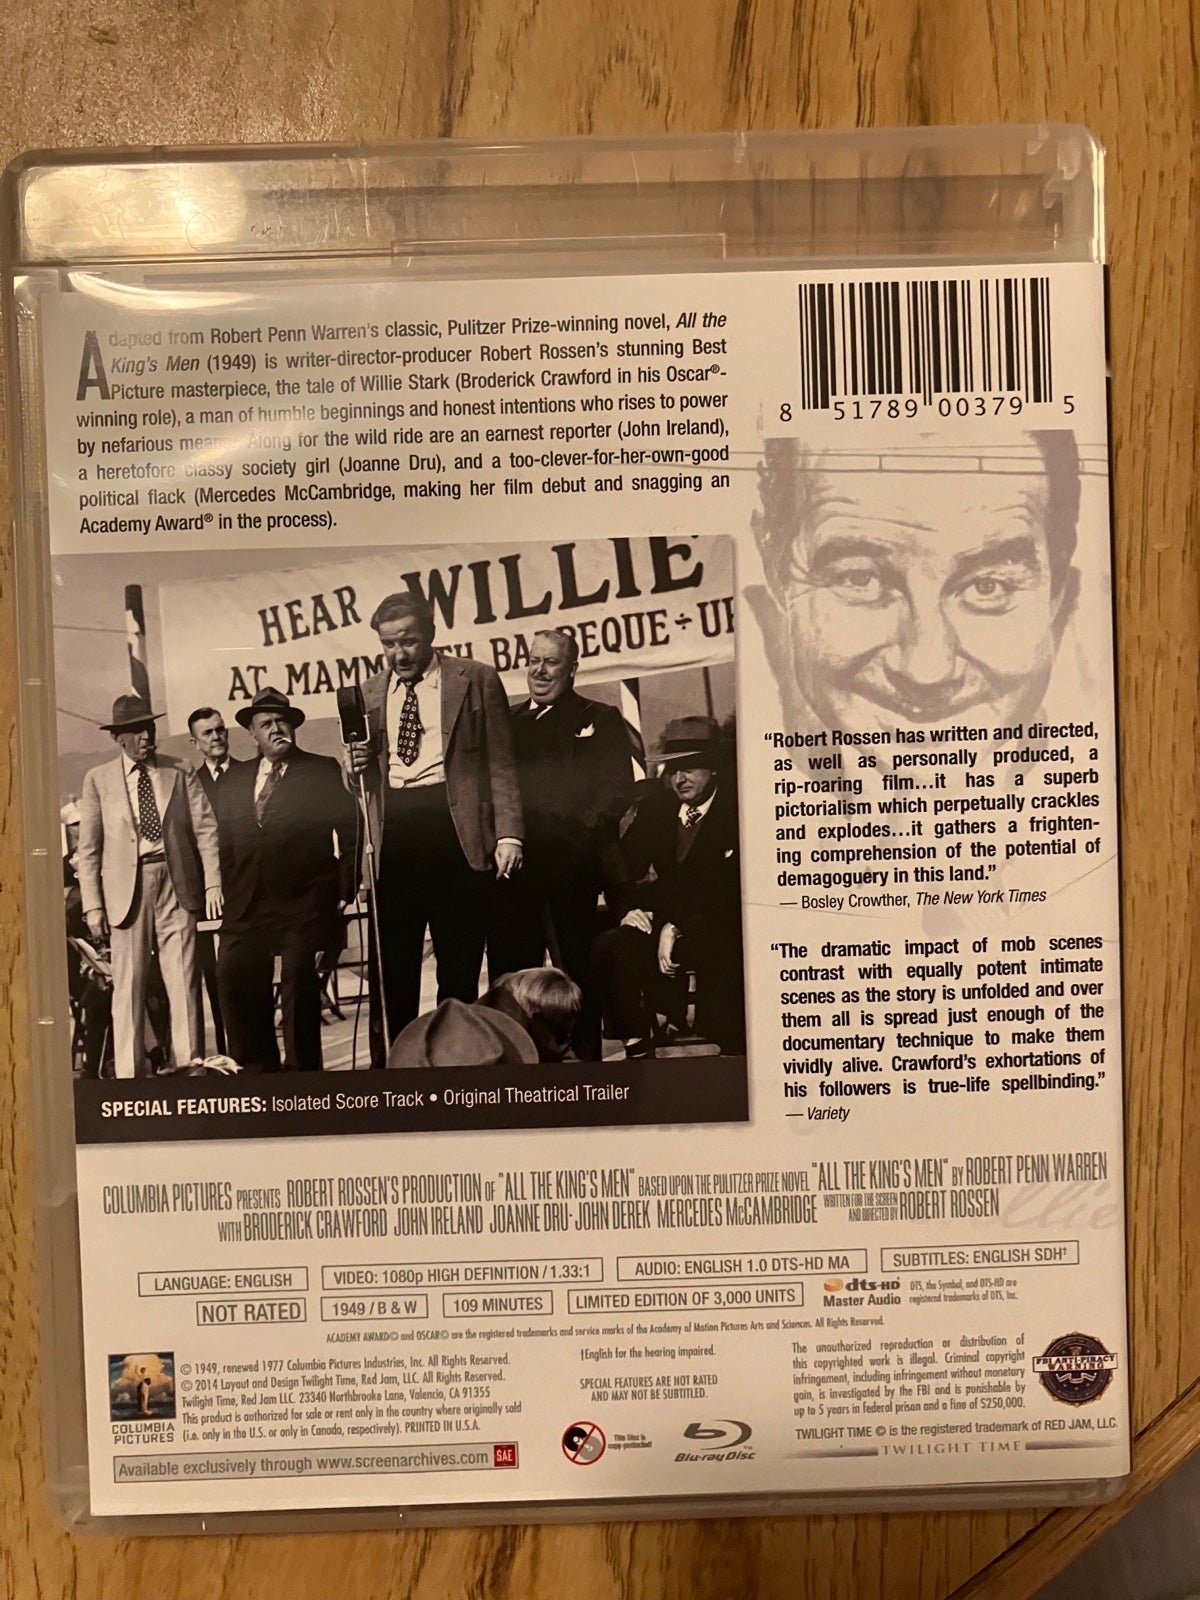 Adapted from Robert Penn Warren's classic, Pulitzer Prize-winning novel, All the
King's Men (1949) is writer-director-producer Robert Rossen's stunning Best
Picture masterpiece, the tale of Willie Stark (Broderick Crawford in his Oscar®-
winning role), a man of humble beginnings and honest intentions who rises to power
by nefarious means. Along for the wild ride are an earnest reporter (John Ireland),
a heretofore classy society girl (Joanne Dru), and a too-clever-for-her-own-good
political flack (Mercedes McCambridge, making her film debut and snagging an
Academy Award® in the process).
8 51789 00379 5
HEAR WILLIE
AT MAMM TH BA BEQUE÷
"Robert Rossen has written and directed,
as well as personally produced, a
rip-roaring film...it has a superb
pictorialism which perpetually crackles
and explodes...it gathers a frighten-
ing comprehension of the potential of
demagoguery in this land."
— Bosley Crowther, The New York Times
"The dramatic impact of mob scenes
contrast with equally potent intimate
scenes as the story is unfolded and over
them all is spread just enough of the
documentary technique to make them
vividly alive. Crawford's exhortations of
his followers is true-life spellbinding."
— Variety
SPECIAL FEATURES: Isolated Score Track • Original Theatrical Trailer
COLUMBIA PICTURES PRESENTS ROBERT ROSSEN'S PRODUCTION OF "ALL THE KING'S MEN" BASED UPON THE PULITZER PRIZE NOVEL "ALL THE KING'S MEN" BY ROBERT PENN WARREN
WITH BRODERICK CRAWFORD JOHN IRELAND JOANNE DRU · JOHN DEREK MERCEDES McCAMBRIDGE WRITTEN FOR THE SCREEN AND DIRECTED BY ROBERT ROSSEN
LANGUAGE: ENGLISH VIDEO: 1080p HIGH DEFINITION / 1.33:1 AUDIO: ENGLISH 1.0 DTS-HD MA SUBTITLES: ENGLISH SDH†
NOT RATED 1949 / B & W 109 MINUTES LIMITED EDITION OF 3,000 UNITS
dts-HD
Master Audio
DTS, the Symbol, and DTS-HD are
registered trademarks of DTS, Inc.
ACADEMY AWARD© and OSCAR© are the registered trademarks and service marks of the Academy of Motion Pictures Arts and Sciences. All Rights Reserved.
COLUMBIA
PICTURES
© 1949, renewed 1977 Columbia Pictures Industries, Inc. All Rights Reserved.
© 2014 Layout and Design Twilight Time, Red Jam, LLC. All Rights Reserved.
Twilight Time, Red Jam LLC. 23340 Northbrooke Lane, Valencia, CA 91355
This product is authorized for sale or rent only in the country where originally sold
(i.e. only in the U.S. or only in Canada, respectively). PRINTED IN U.S.A.
Available exclusively through www.screenarchives.com SAE
†English for the hearing impaired.
SPECIAL FEATURES ARE NOT RATED
AND MAY NOT BE SUBTITLED.
This Disc is
copy-protected!
Blu-ray Disc™
The unauthorized reproduction or distribution of
this copyrighted work is illegal. Criminal copyright
infringement, including infringement without monetary
gain, is investigated by the FBI and is punishable by
up to 5 years in federal prison and a fine of $250,000.
FBI ANTI-PIRACY
WARNING
TWILIGHT TIME © is the registered trademark of RED JAM, LLC.
TWILIGHT TIME